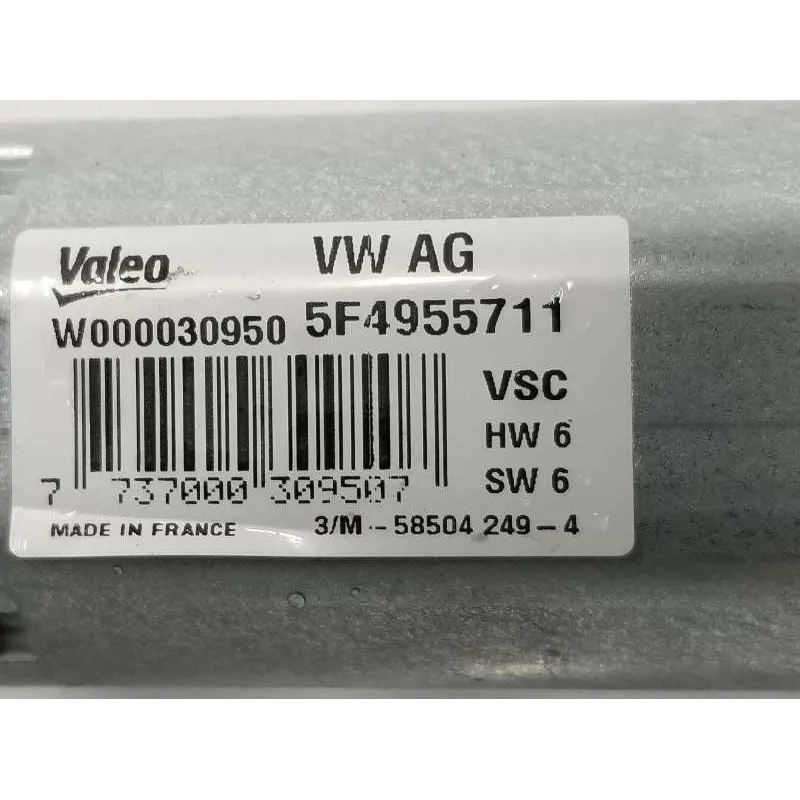 Valeo VW AG
W000030950 5F4955711
VSC
HW 6
SW 6
7 737000 309507
MADE IN FRANCE 3/M -- 58504 249-4